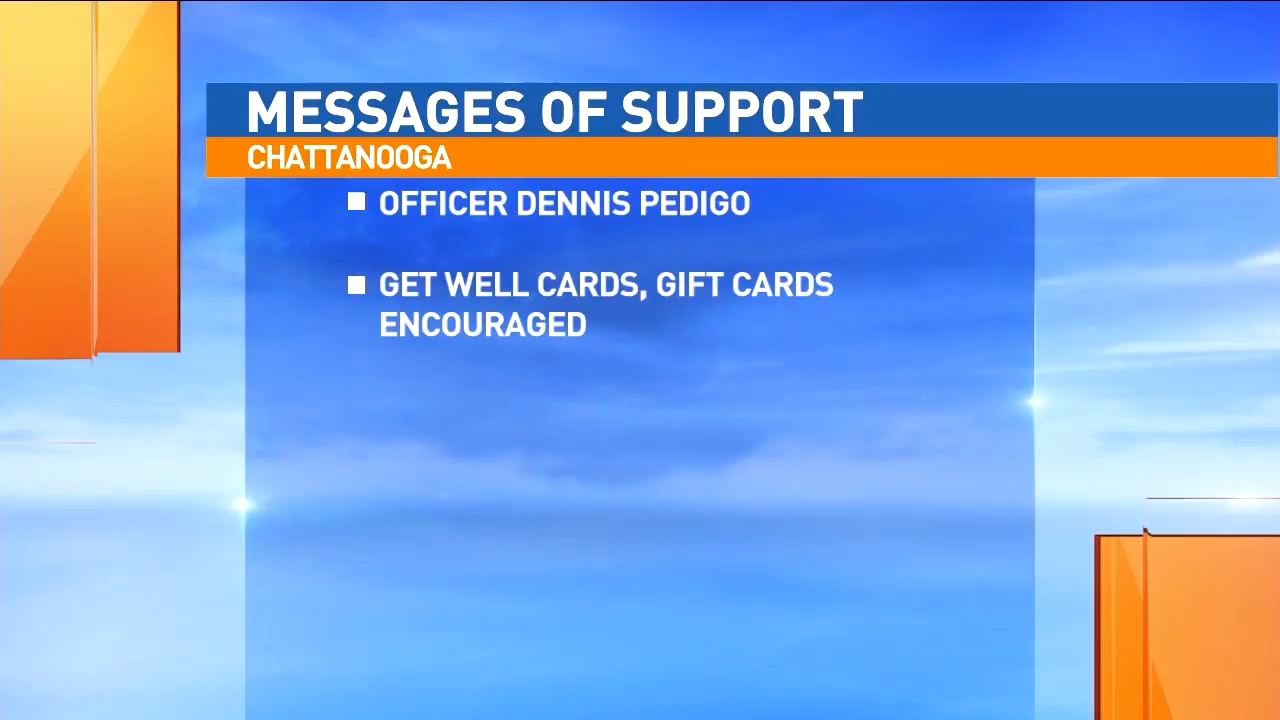 MESSAGES OF SUPPORT
CHATTANOOGA
OFFICER DENNIS PEDIGO
GET WELL CARDS, GIFT CARDS
ENCOURAGED